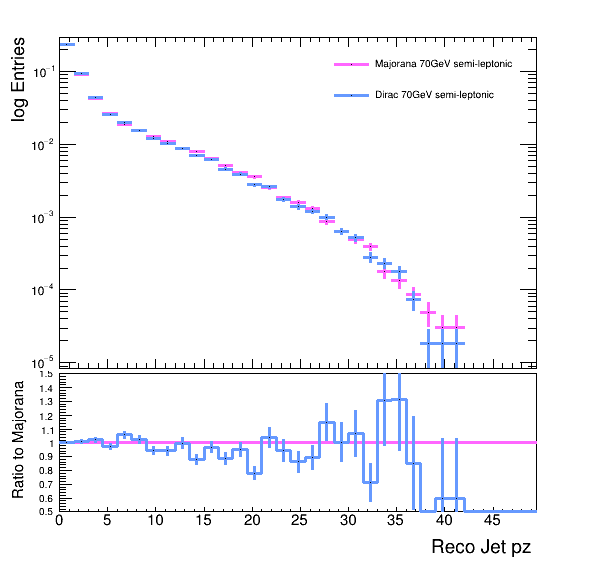 log Entries
Majorana 70GeV semi-leptonic
Dirac 70GeV semi-leptonic
10⁻¹
10⁻²
10⁻³
10⁻⁴
10⁻⁵
Ratio to Majorana
1.5
1.4
1.3
1.2
1.1
1
0.9
0.8
0.7
0.6
0.5
0 5 10 15 20 25 30 35 40 45
Reco Jet pz